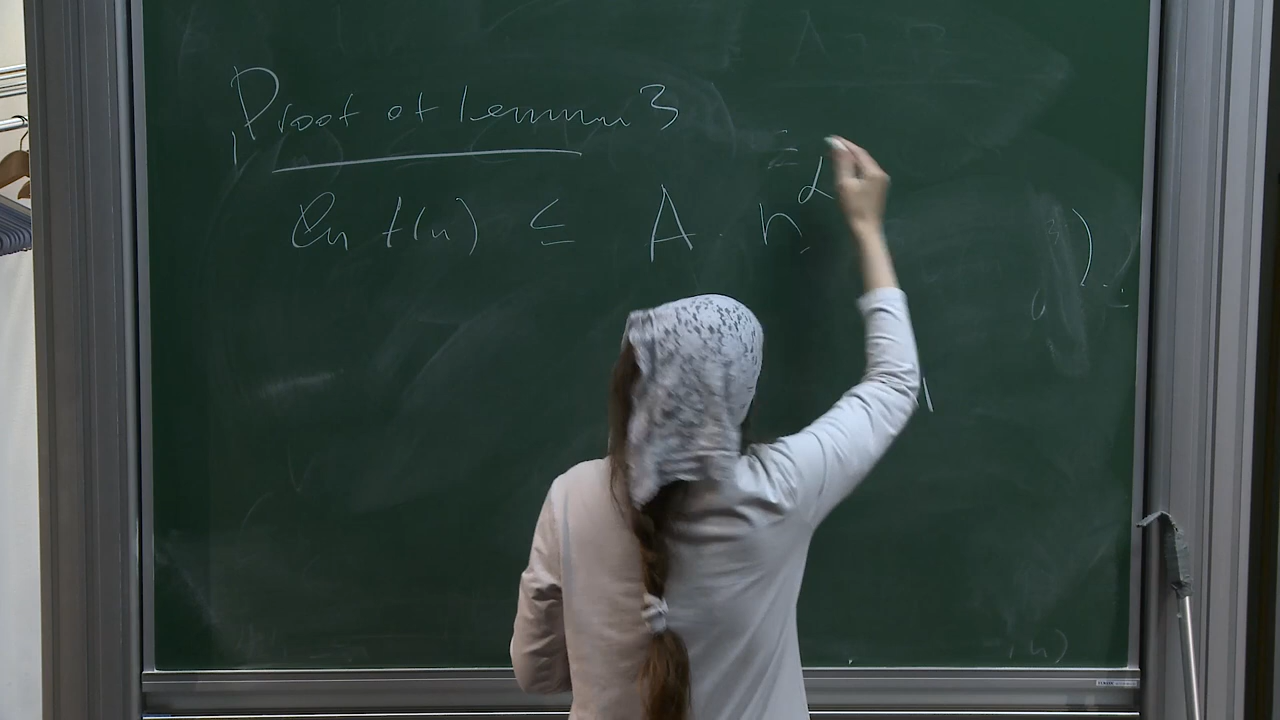 Proof of Lemma 3
ln f(n) ≤ A · n^α